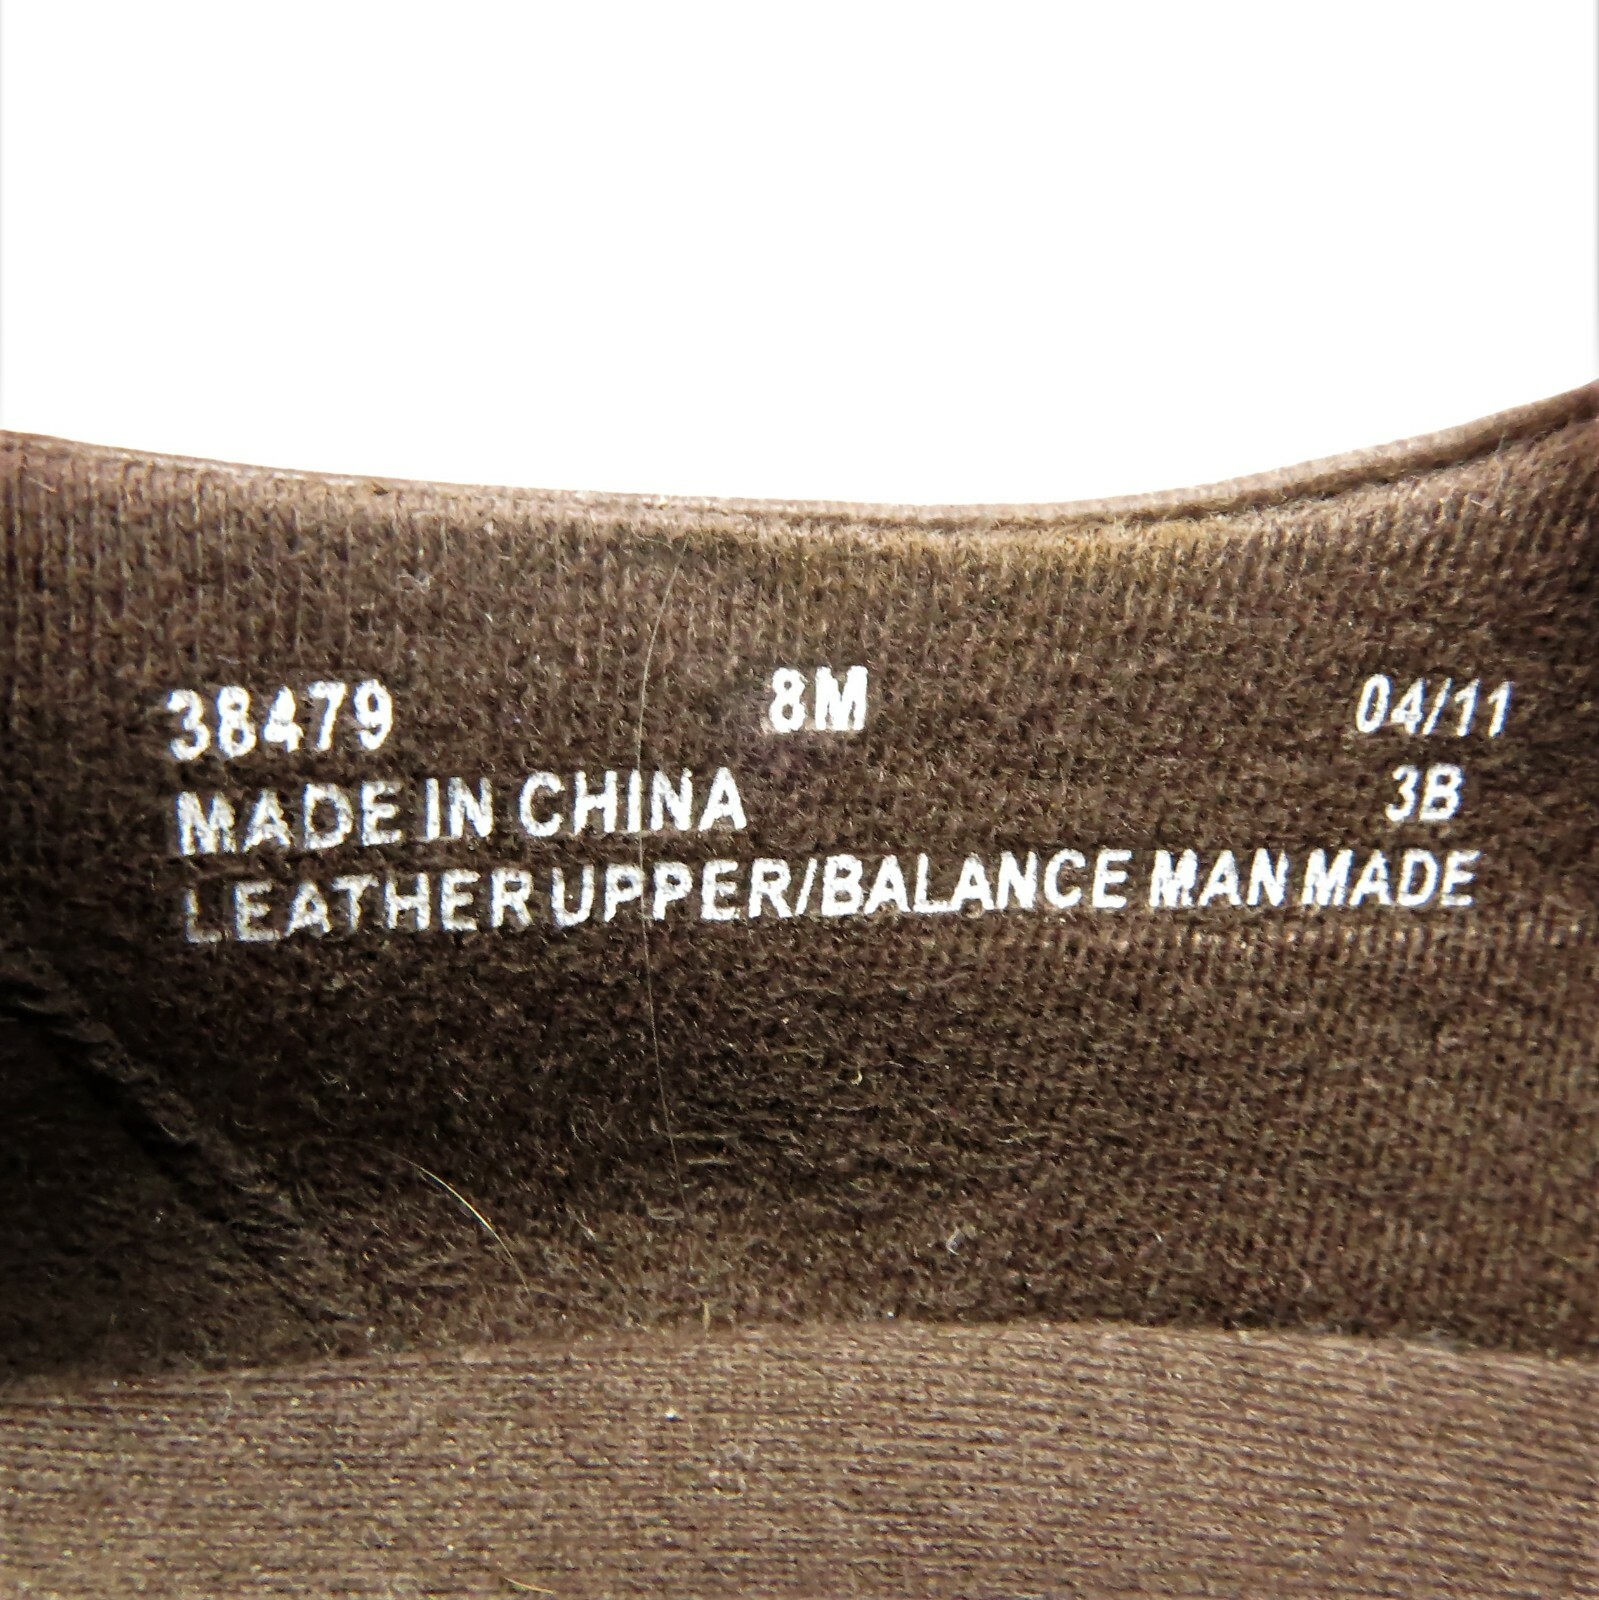 38479 8M 04/11
MADE IN CHINA 3B
LEATHER UPPER/BALANCE MAN MADE